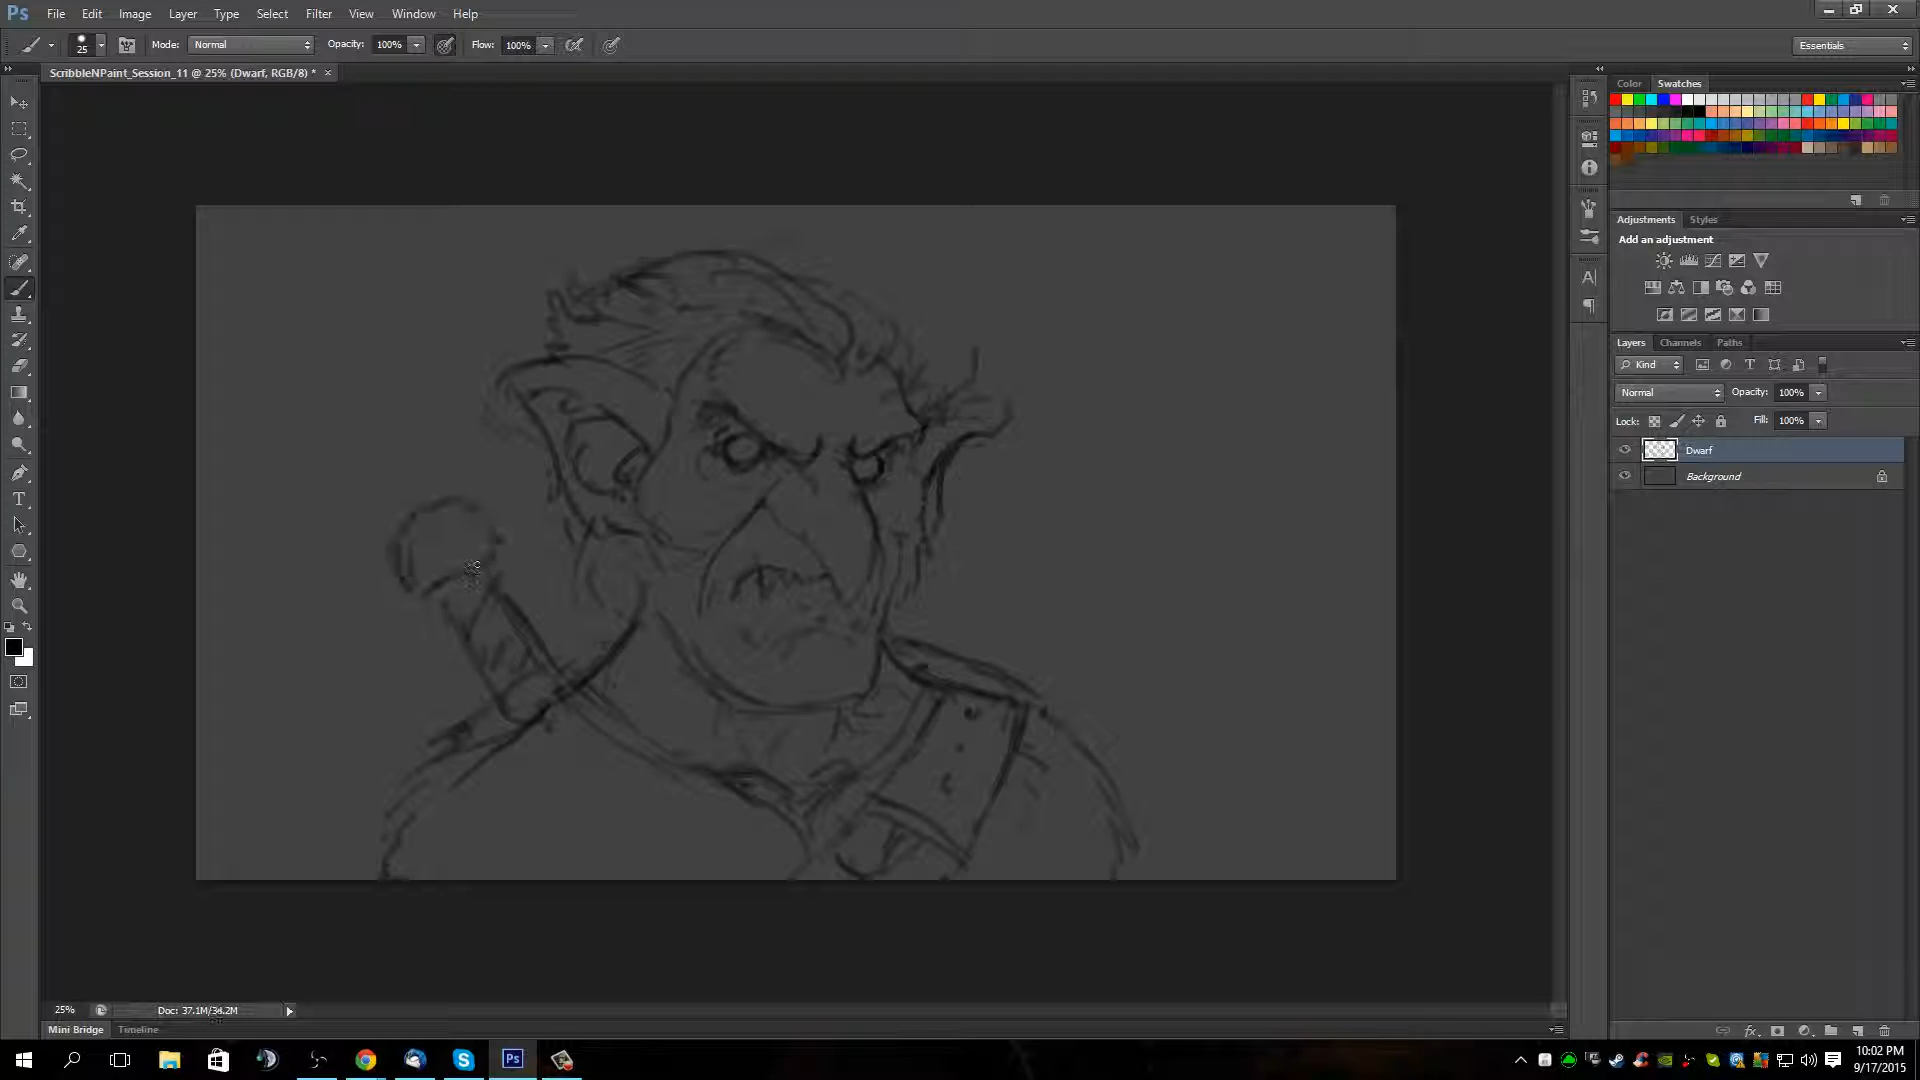 Ps File Edit Image Layer Type Select Filter View Window Help
25 Mode: Normal Opacity: 100% Flow: 100% Essentials
ScribbleNPaint_Session_11 @ 25% (Dwarf, RGB/8) * ×
Color Swatches
Adjustments Styles
Add an adjustment
Layers Channels Paths
Kind T
Normal Opacity: 100%
Lock: Fill: 100%
Dwarf
Background
25% Doc: 37.1M/34.2M
Mini Bridge Timeline
Ps 10:02 PM
9/17/2015